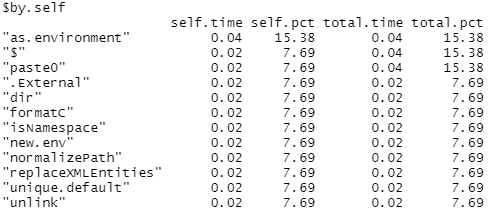 $by.self
self.time self.pct total.time total.pct
"as.environment" 0.04 15.38 0.04 15.38
"$" 0.02 7.69 0.04 15.38
"paste0" 0.02 7.69 0.04 15.38
".External" 0.02 7.69 0.02 7.69
"dir" 0.02 7.69 0.02 7.69
"formatC" 0.02 7.69 0.02 7.69
"isNamespace" 0.02 7.69 0.02 7.69
"new.env" 0.02 7.69 0.02 7.69
"normalizePath" 0.02 7.69 0.02 7.69
"replaceXMLEntities" 0.02 7.69 0.02 7.69
"unique.default" 0.02 7.69 0.02 7.69
"unlink" 0.02 7.69 0.02 7.69